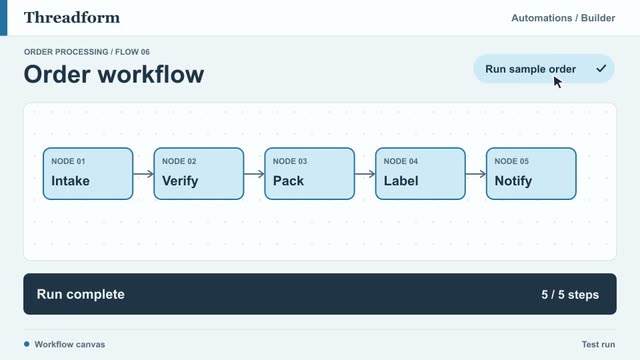 Threadform
Automations / Builder
ORDER PROCESSING / FLOW 06
Order workflow
Run sample order
NODE 01
Intake
NODE 02
Verify
NODE 03
Pack
NODE 04
Label
NODE 05
Notify
Run complete
5 / 5 steps
Workflow canvas
Test run